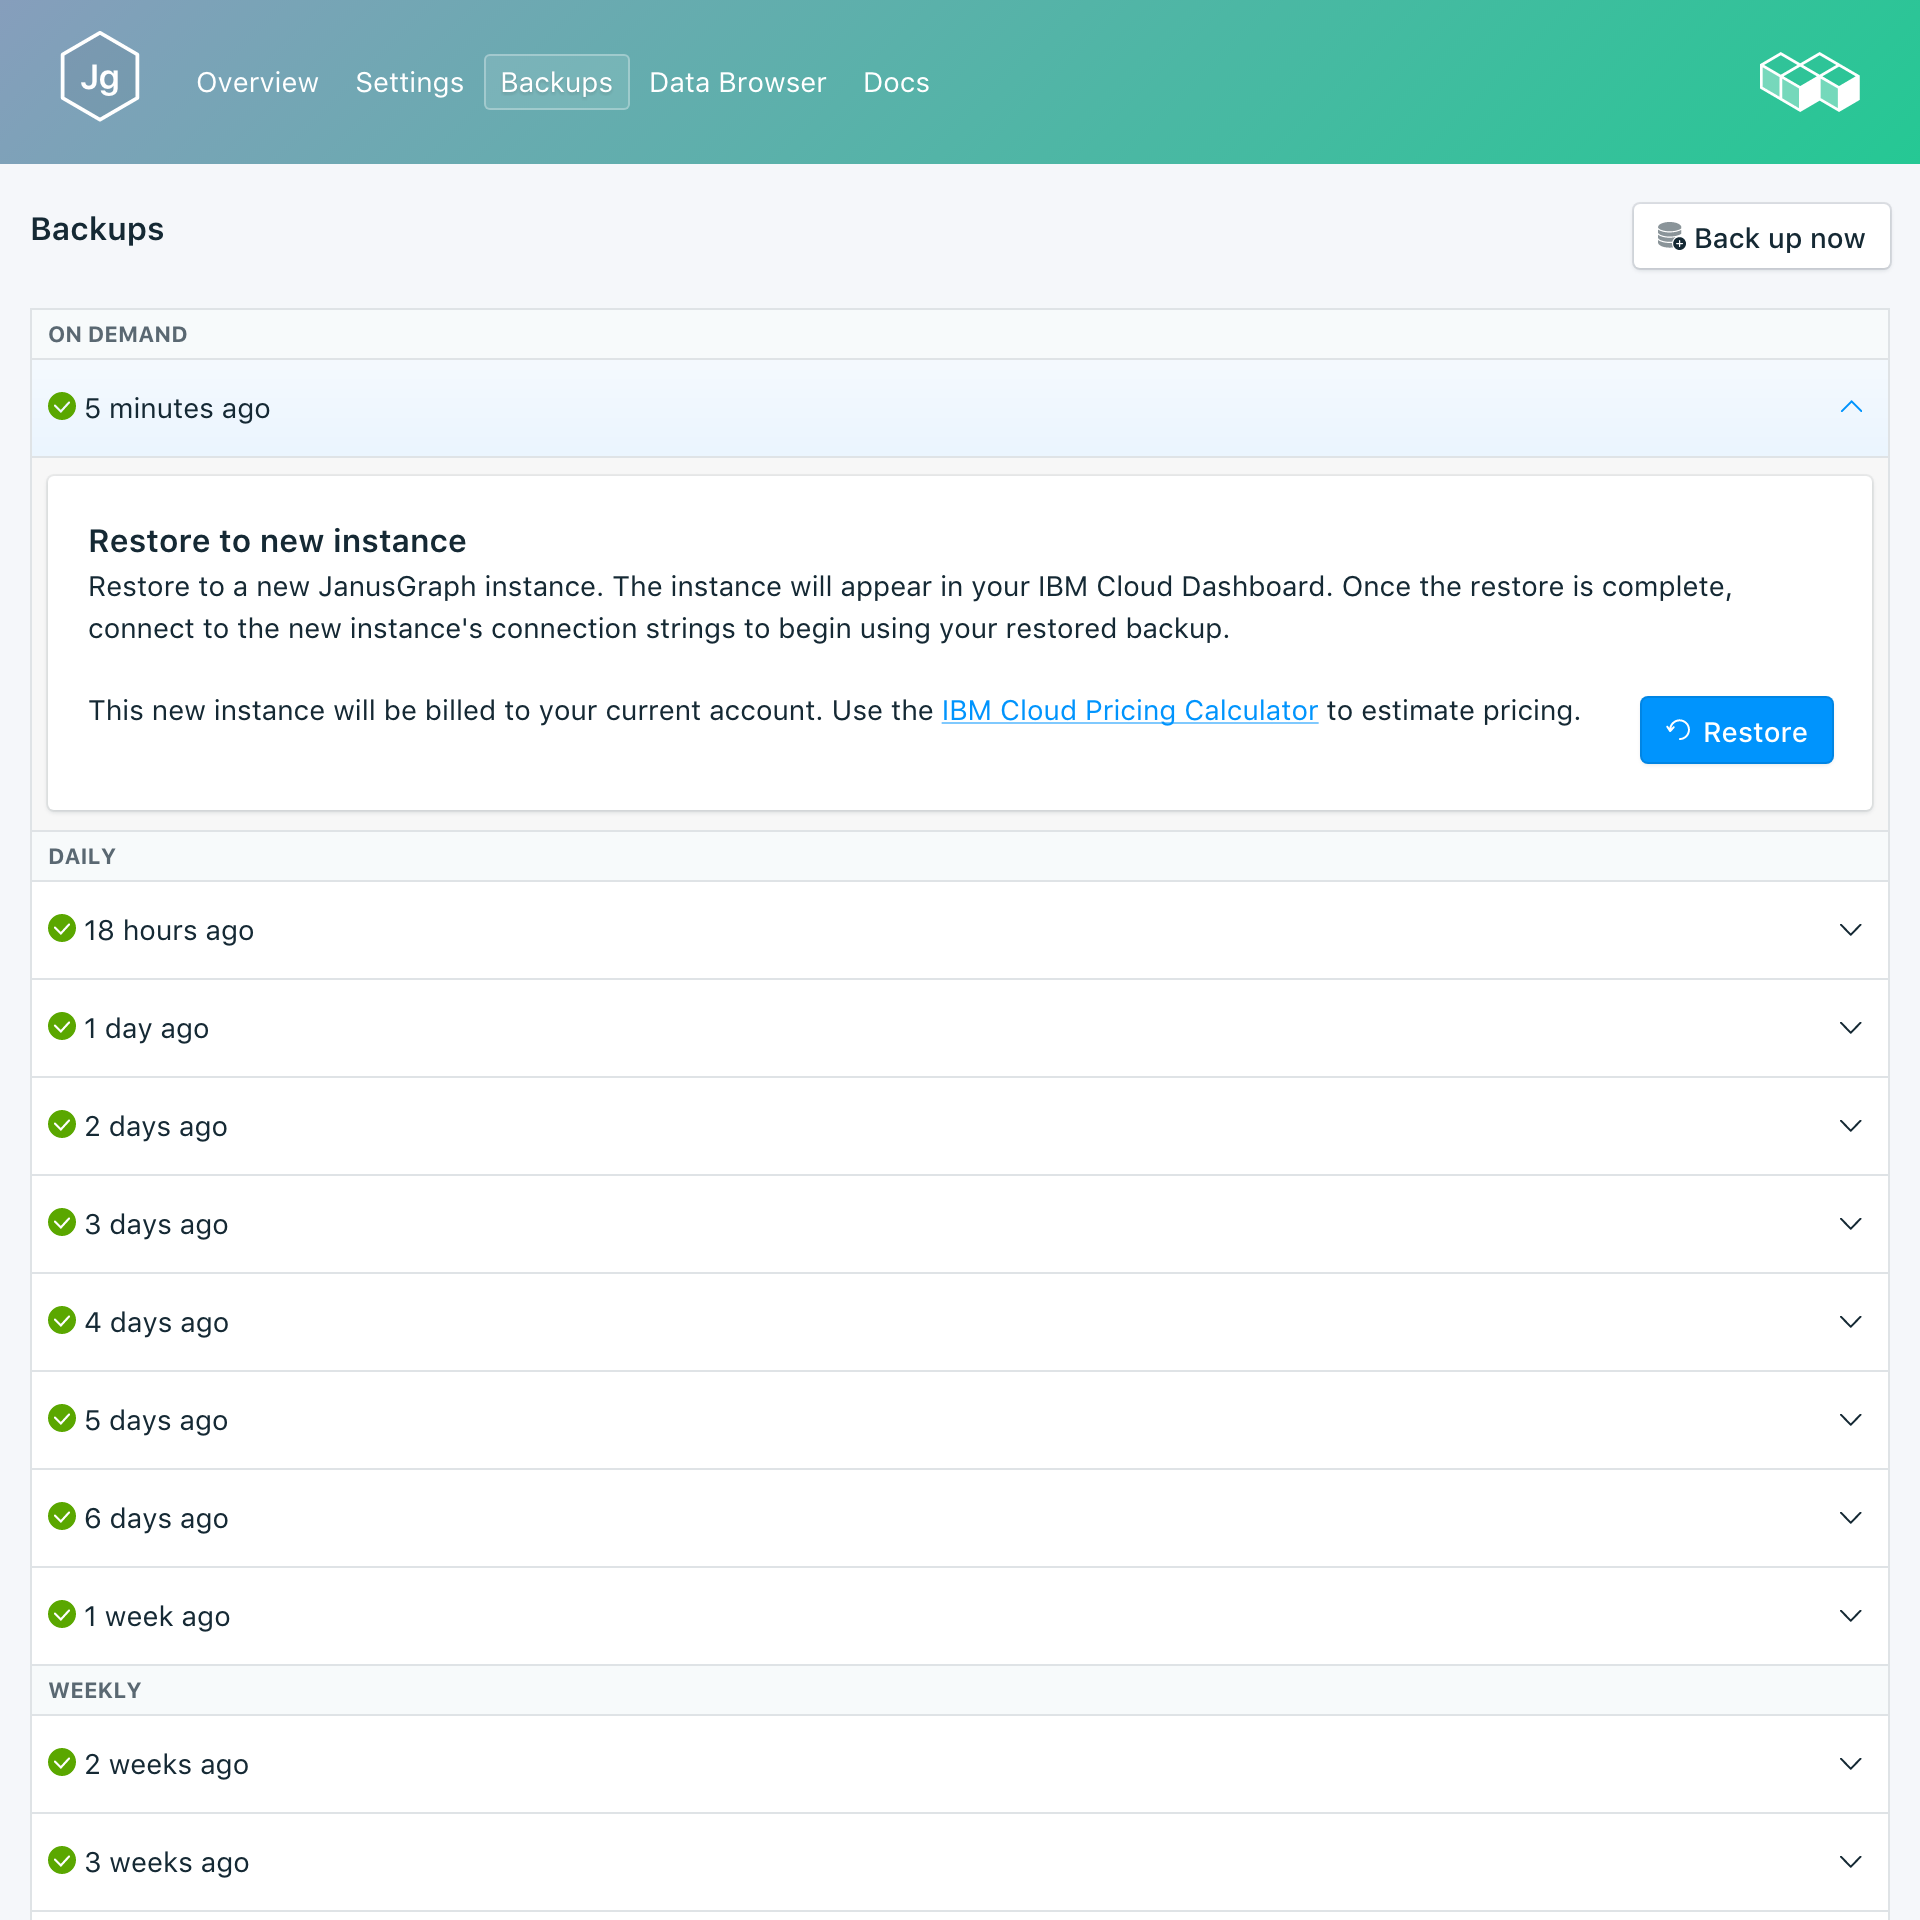 Jg
Overview Settings Backups Data Browser Docs
Backups
Back up now
ON DEMAND
5 minutes ago
Restore to new instance
Restore to a new JanusGraph instance. The instance will appear in your IBM Cloud Dashboard. Once the restore is complete,
connect to the new instance's connection strings to begin using your restored backup.
This new instance will be billed to your current account. Use the IBM Cloud Pricing Calculator to estimate pricing.
Restore
DAILY
18 hours ago
1 day ago
2 days ago
3 days ago
4 days ago
5 days ago
6 days ago
1 week ago
WEEKLY
2 weeks ago
3 weeks ago